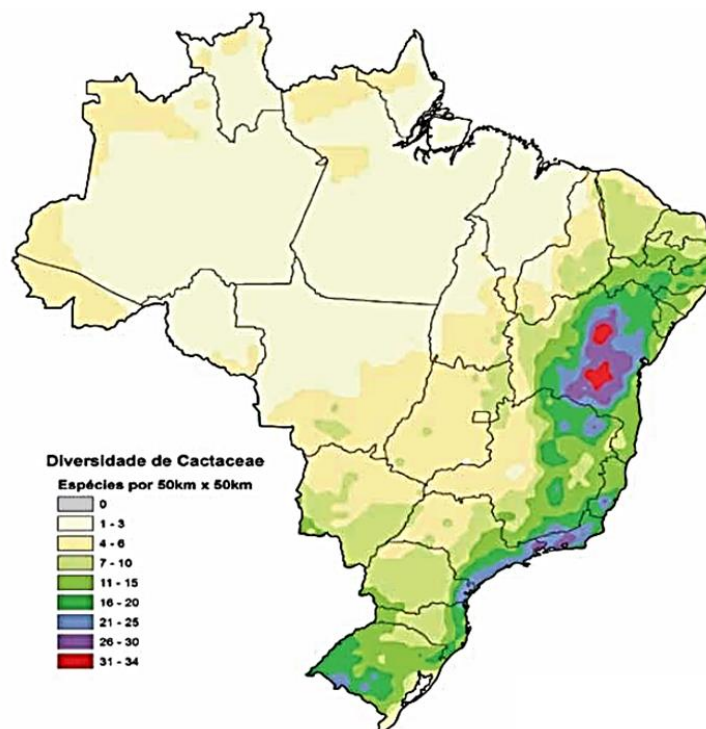 Diversidade de Cactaceae
Espécies por 50km x 50km
0
1 - 3
4 - 6
7 - 10
11 - 15
16 - 20
21 - 25
26 - 30
31 - 34